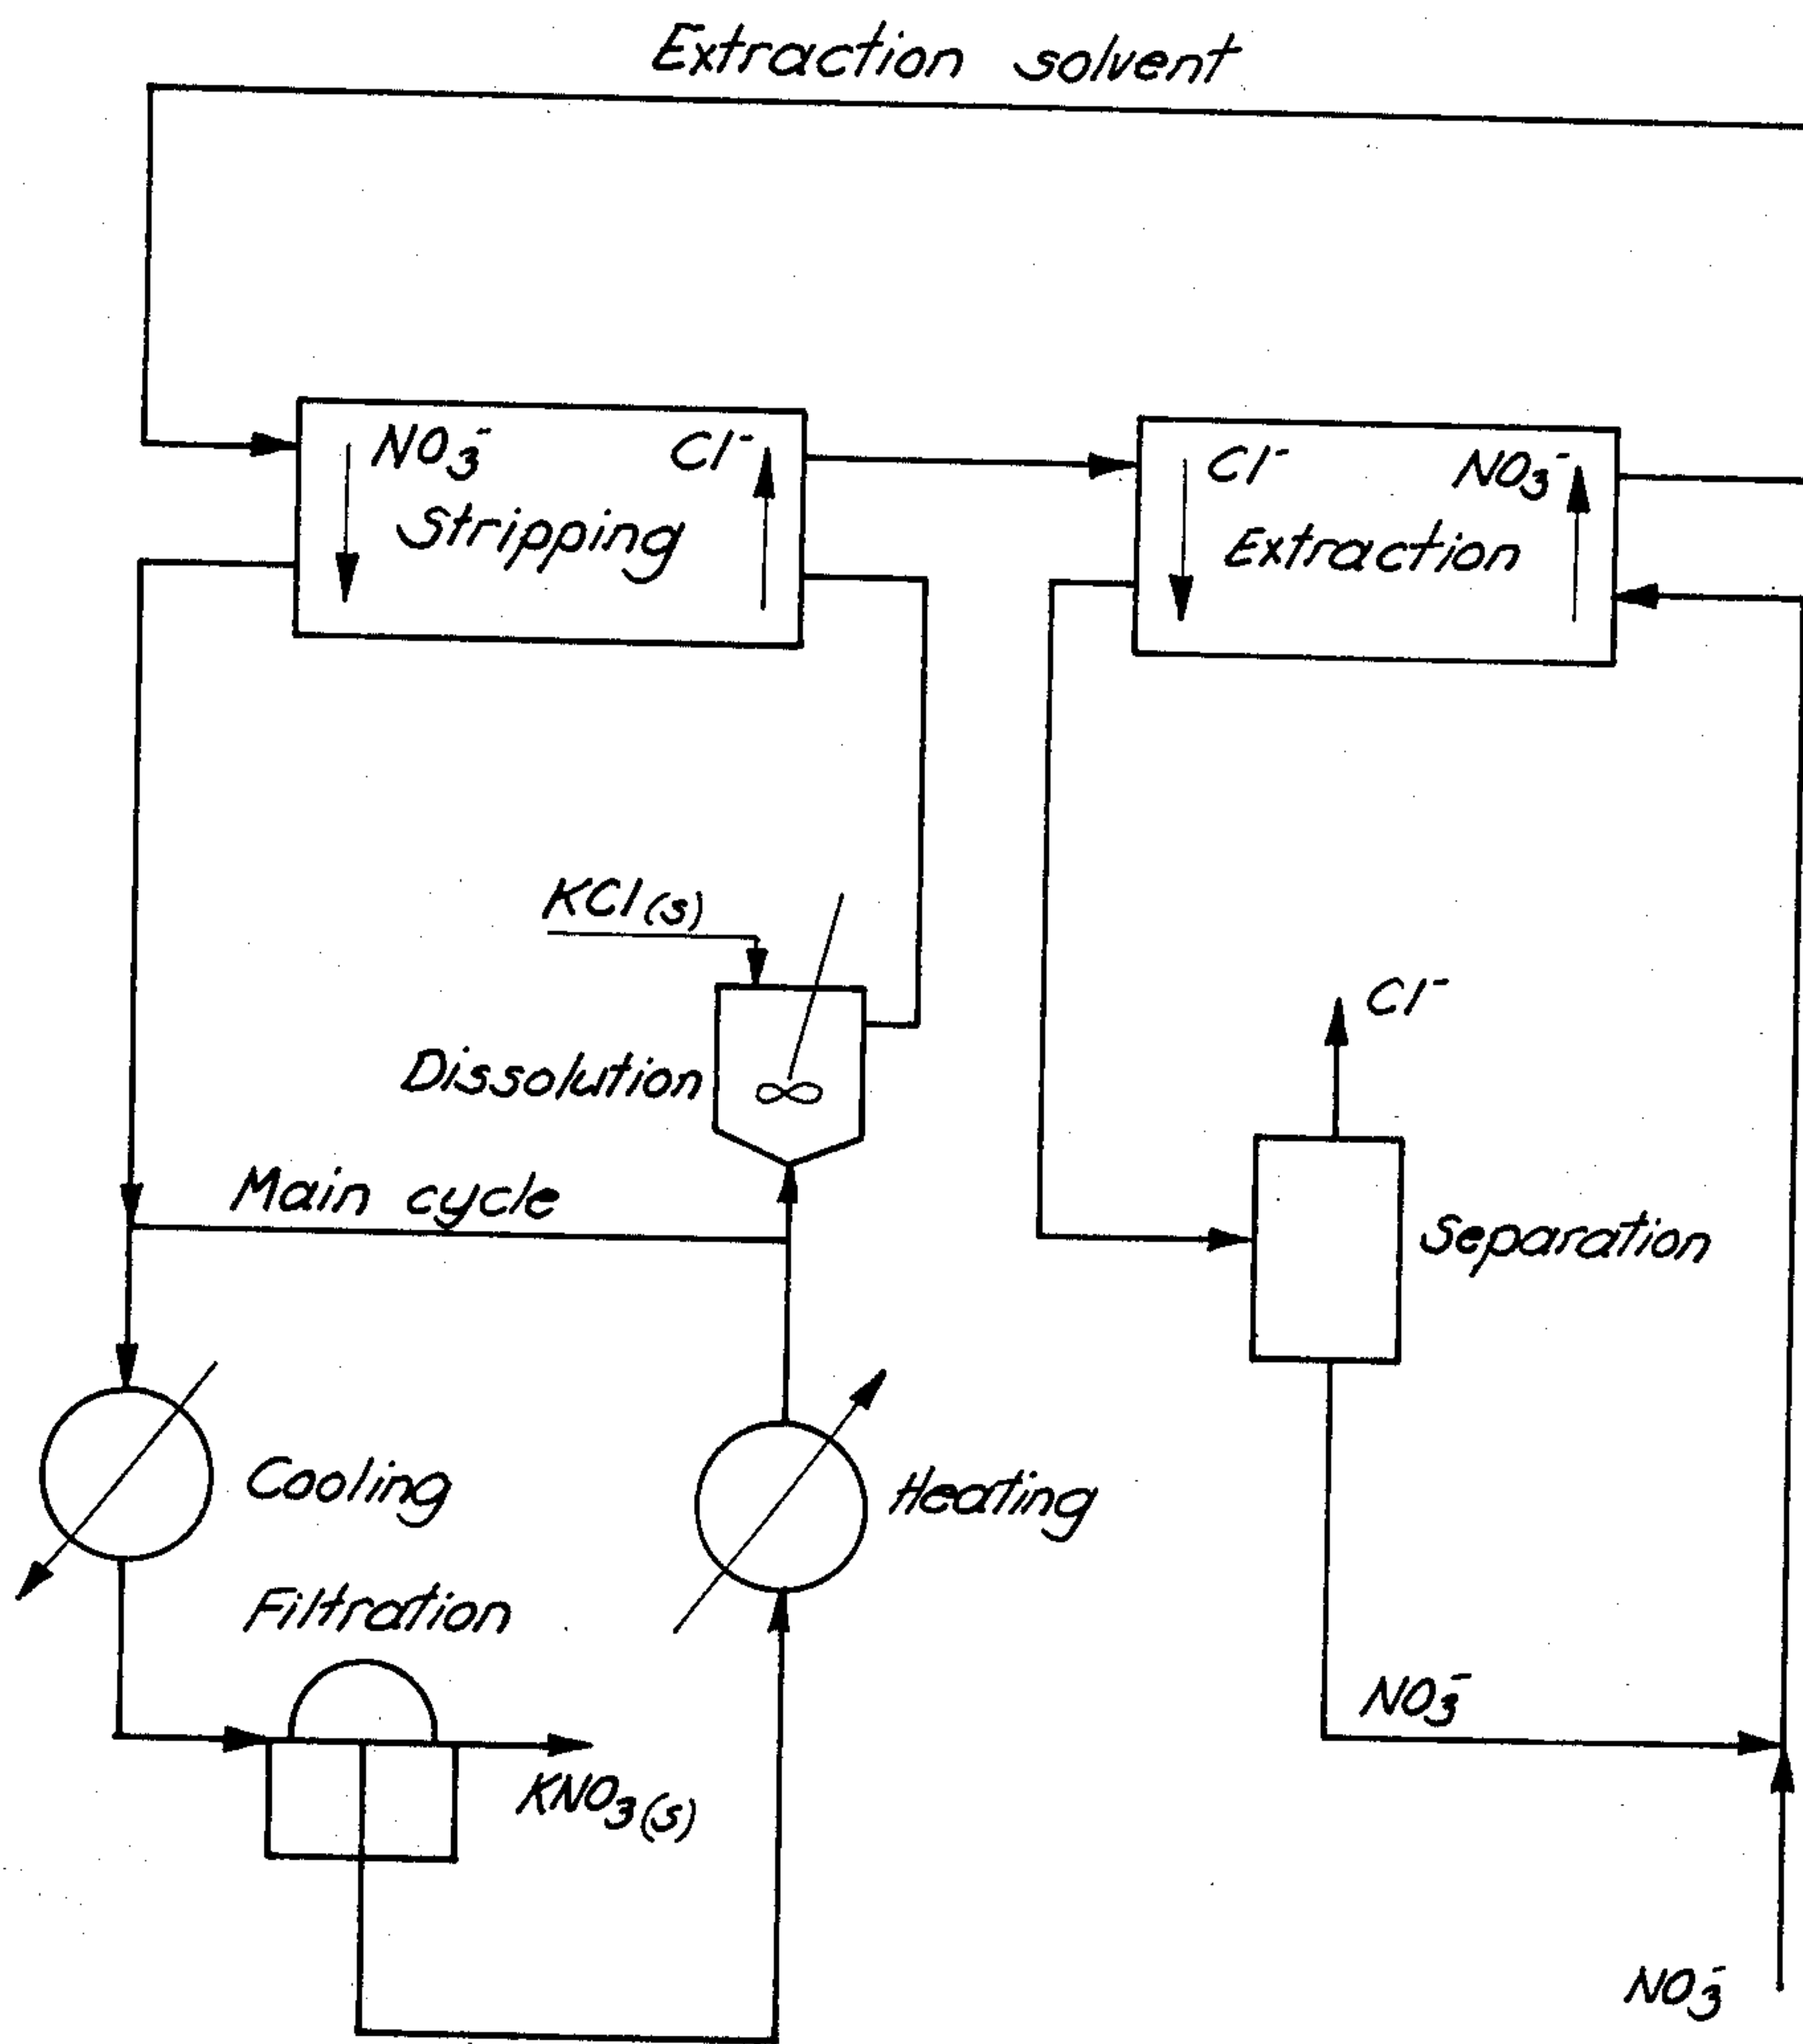 Extraction solvent
NO₃⁻ Cl⁻
Stripping
Cl⁻ NO₃⁻
Extraction
KCl(s)
Cl⁻
Dissolution
Main cycle
Separation
Cooling
Heating
Filtration
NO₃⁻
KNO₃(s)
NO₃⁻